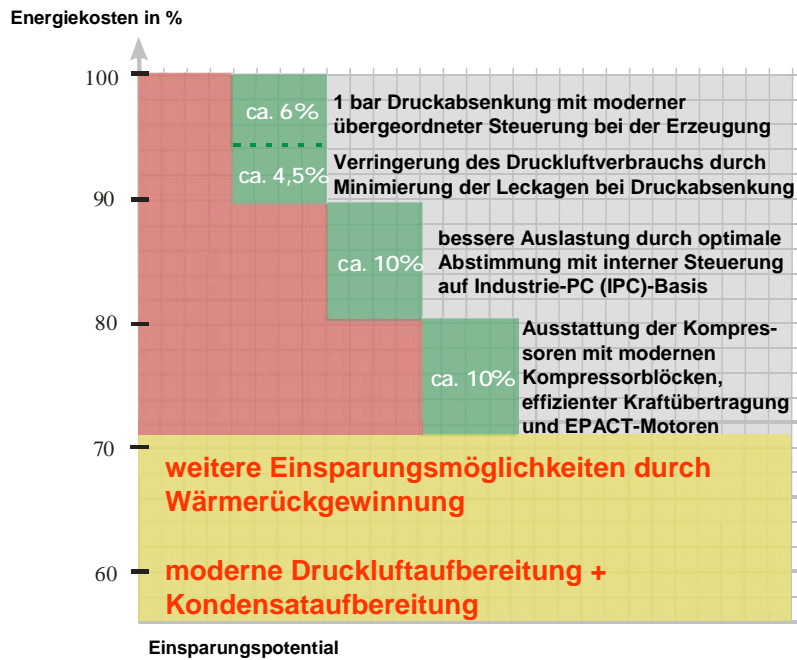 Energiekosten in %
100
ca. 6%
1 bar Druckabsenkung mit moderner
übergeordneter Steuerung bei der Erzeugung
ca. 4,5%
Verringerung des Druckluftverbrauchs durch
Minimierung der Leckagen bei Druckabsenkung
90
ca. 10%
bessere Auslastung durch optimale
Abstimmung mit interner Steuerung
auf Industrie-PC (IPC)-Basis
80
ca. 10%
Ausstattung der Kompres-
soren mit modernen
Kompressorblöcken,
effizienter Kraftübertragung
und EPACT-Motoren
70
weitere Einsparungsmöglichkeiten durch
Wärmerückgewinnung
60
moderne Druckluftaufbereitung +
Kondensataufbereitung
Einsparungspotential